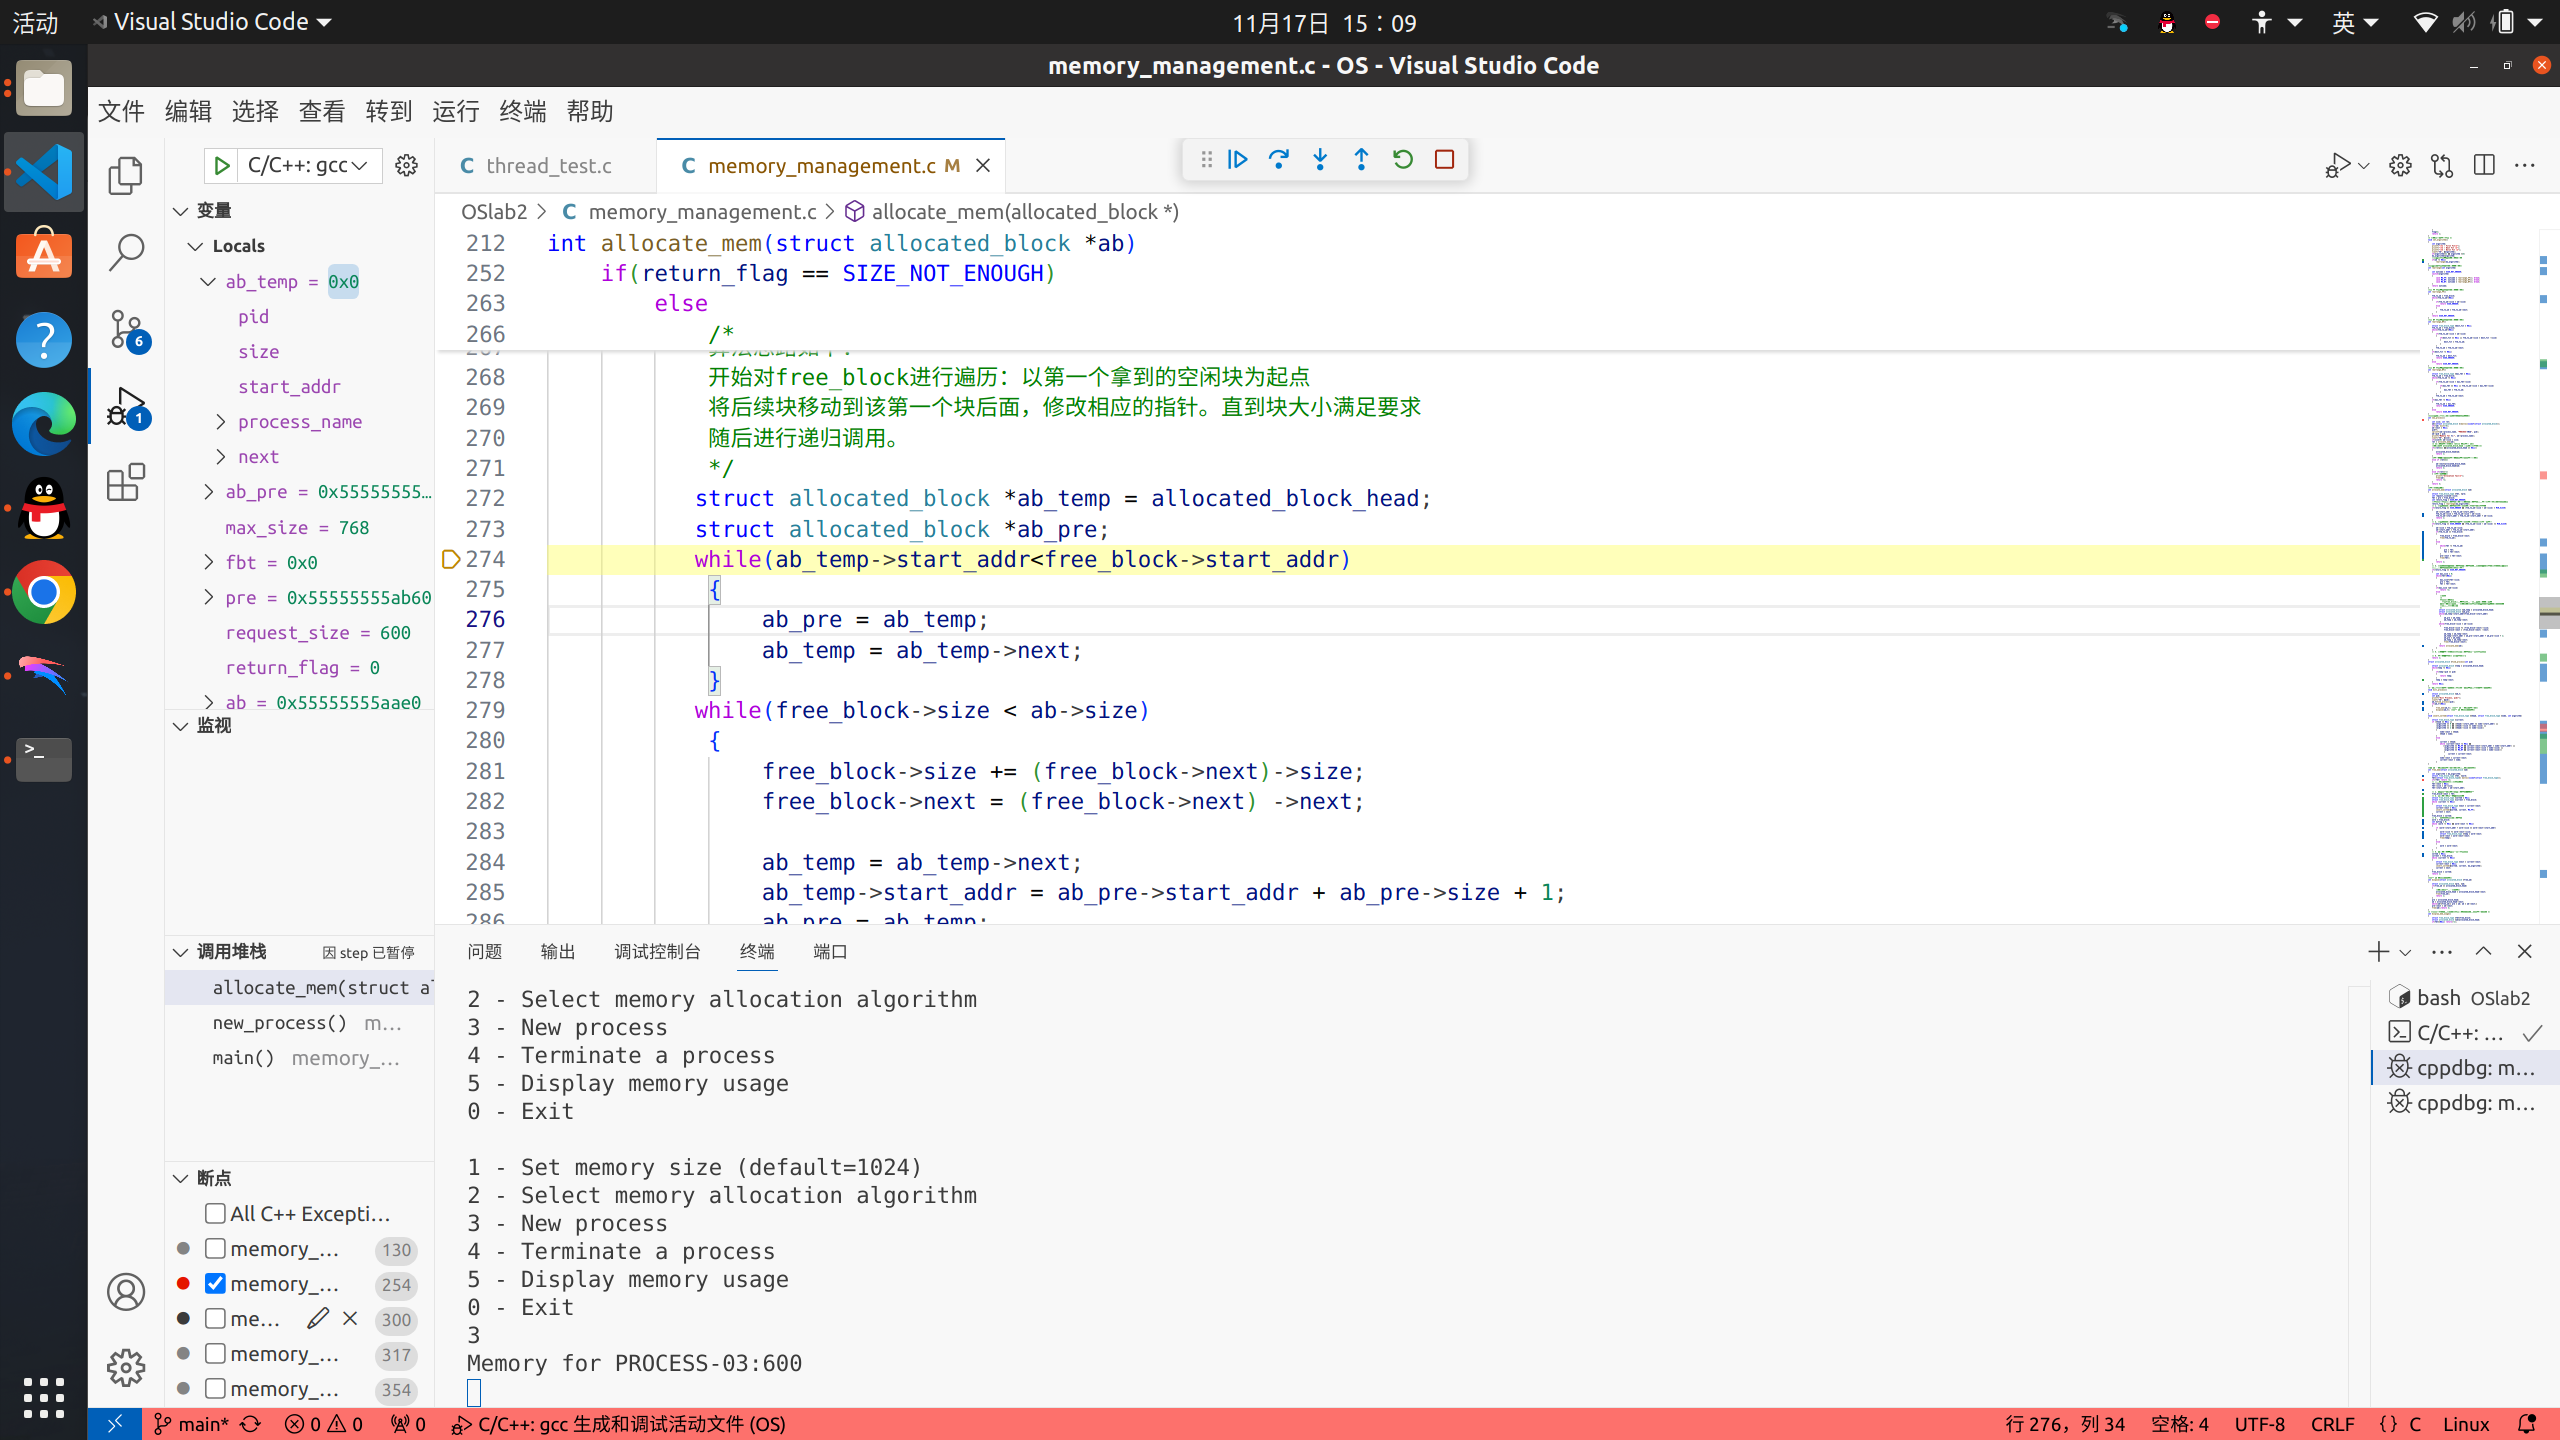 活动
Visual Studio Code
11月17日 15：09
英
memory_management.c - OS - Visual Studio Code
文件 编辑 选择 查看 转到 运行 终端 帮助
C/C++: gcc
C thread_test.c
C memory_management.c M
变量
Locals
ab_temp = 0x0
pid
size
start_addr
process_name
next
ab_pre = 0x55555555…
max_size = 768
fbt = 0x0
pre = 0x55555555ab60
request_size = 600
return_flag = 0
ab = 0x55555555aae0
监视
调用堆栈 因 step 已暂停
allocate_mem(struct al
new_process() m…
main() memory_…
断点
All C++ Excepti…
memory_… 130
memory_… 254
me… 300
memory_… 317
memory_… 354
6
1
OSlab2 > C memory_management.c > allocate_mem(allocated_block *)
212 int allocate_mem(struct allocated_block *ab)
252 if(return_flag == SIZE_NOT_ENOUGH)
263 else
266 /*
268 开始对free_block进行遍历：以第一个拿到的空闲块为起点
269 将后续块移动到该第一个块后面，修改相应的指针。直到块大小满足要求
270 随后进行递归调用。
271 */
272 struct allocated_block *ab_temp = allocated_block_head;
273 struct allocated_block *ab_pre;
274 while(ab_temp->start_addr<free_block->start_addr)
275 {
276 ab_pre = ab_temp;
277 ab_temp = ab_temp->next;
278 }
279 while(free_block->size < ab->size)
280 {
281 free_block->size += (free_block->next)->size;
282 free_block->next = (free_block->next) ->next;
283
284 ab_temp = ab_temp->next;
285 ab_temp->start_addr = ab_pre->start_addr + ab_pre->size + 1;
286 ab_pre = ab_temp;
问题 输出 调试控制台 终端 端口
2 - Select memory allocation algorithm
3 - New process
4 - Terminate a process
5 - Display memory usage
0 - Exit
1 - Set memory size (default=1024)
2 - Select memory allocation algorithm
3 - New process
4 - Terminate a process
5 - Display memory usage
0 - Exit
3
Memory for PROCESS-03:600
bash OSlab2
C/C++: …
cppdbg: m…
cppdbg: m…
main* 0 0 0 C/C++: gcc 生成和调试活动文件 (OS)
行 276，列 34 空格: 4 UTF-8 CRLF {} C Linux